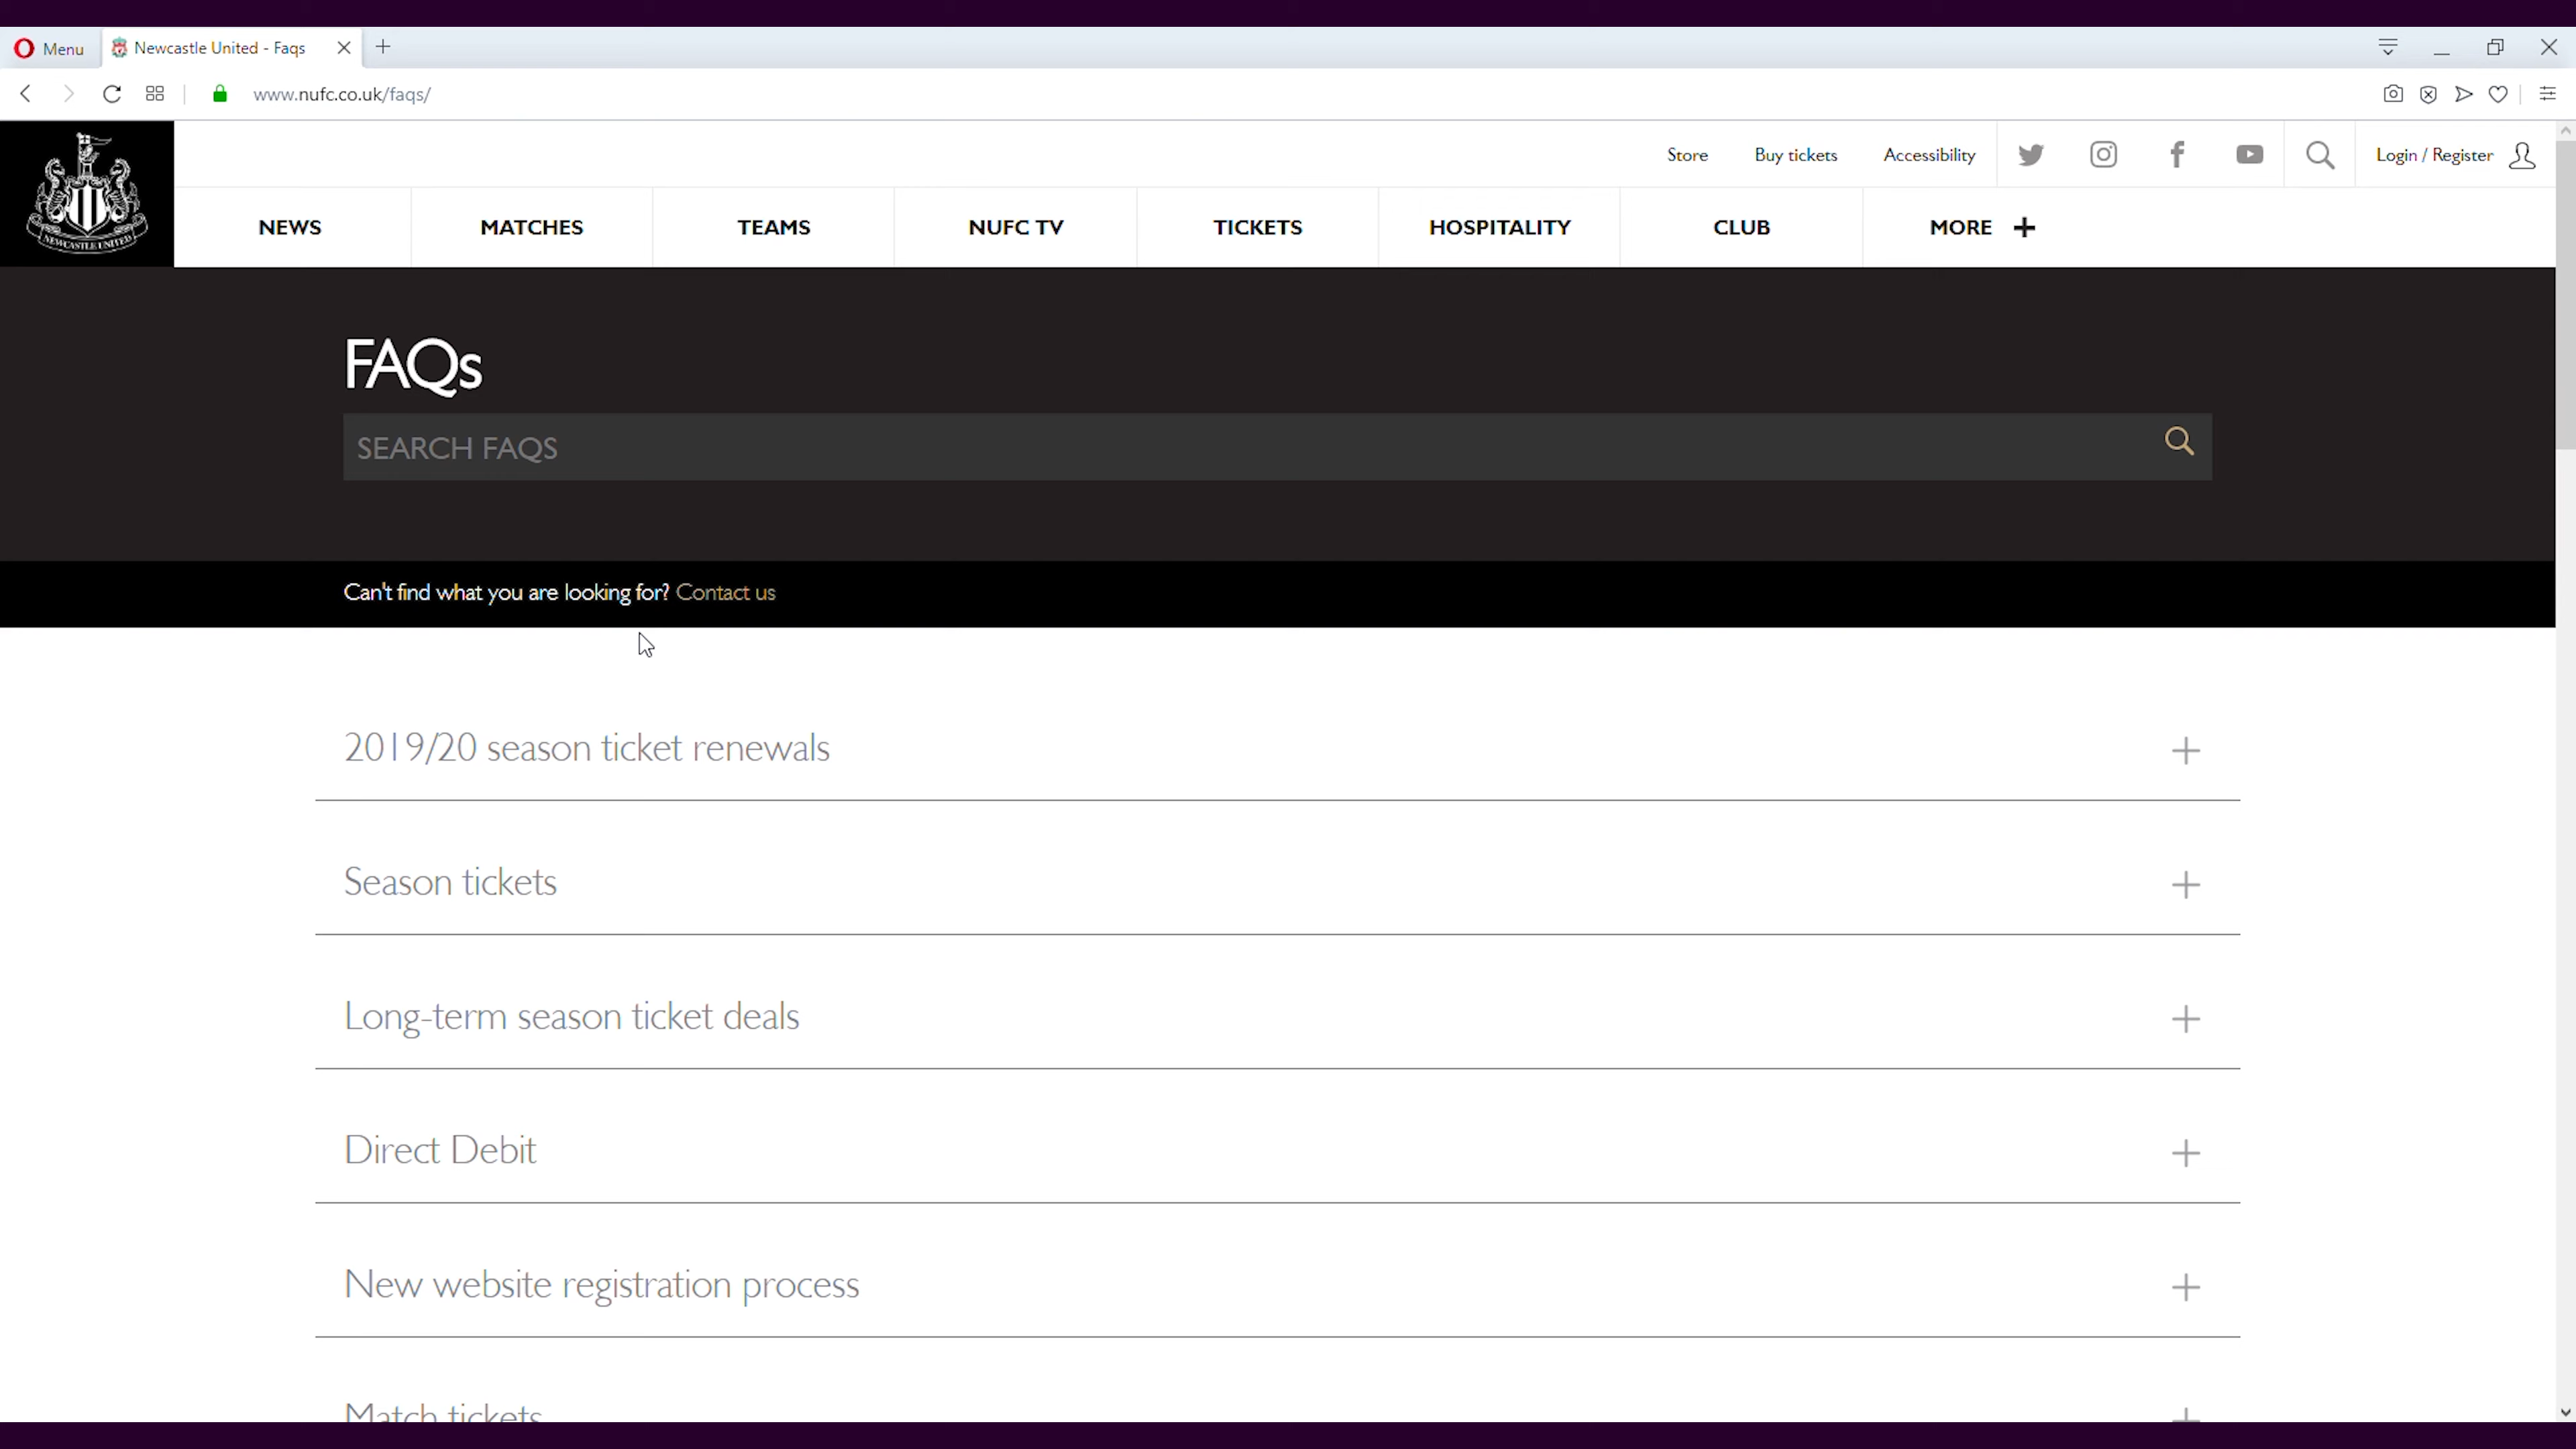 Menu
Newcastle United - Faqs
www.nufc.co.uk/faqs/
Store
Buy tickets
Accessibility
Login / Register
NEWCASTLE UNITED
NEWS
MATCHES
TEAMS
NUFC TV
TICKETS
HOSPITALITY
CLUB
MORE
FAQs
SEARCH FAQS
Can't find what you are looking for? Contact us
2019/20 season ticket renewals
Season tickets
Long-term season ticket deals
Direct Debit
New website registration process
Match tickets